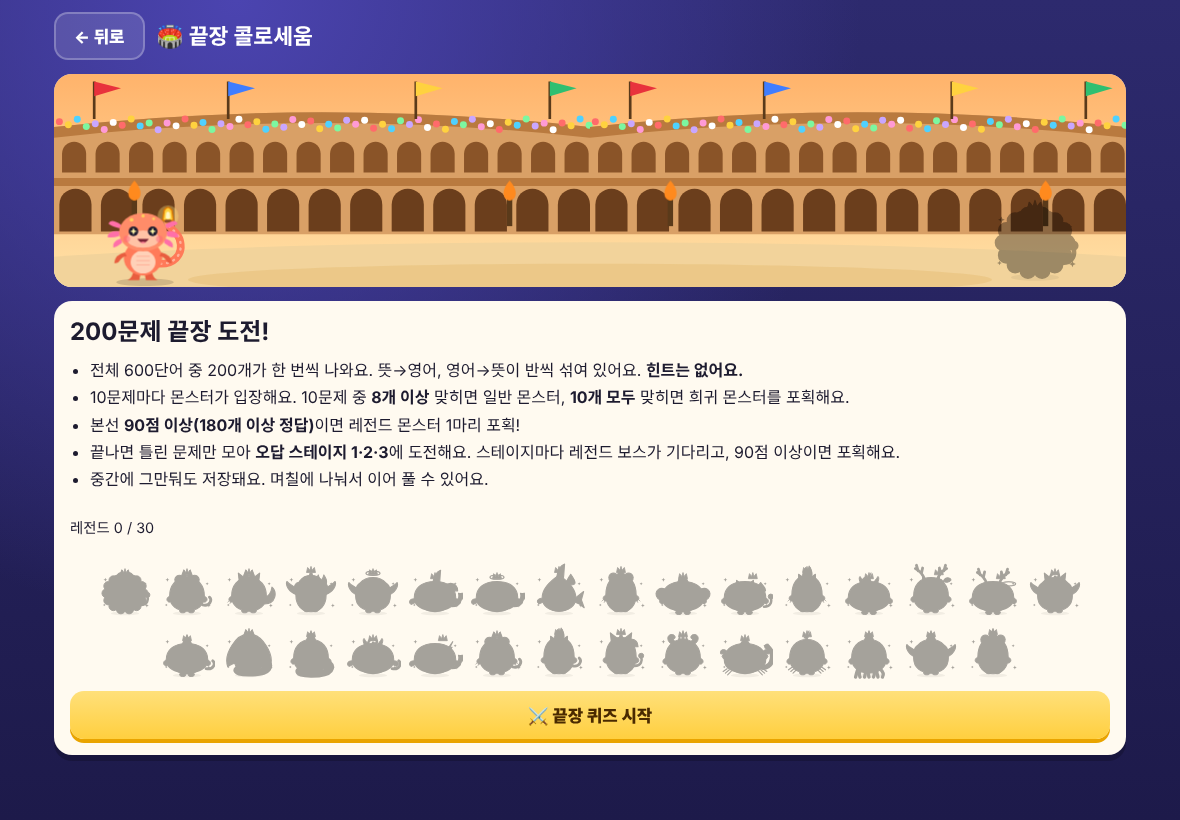 ← 뒤로
끝장 콜로세움
200문제 끝장 도전!
• 전체 600단어 중 200개가 한 번씩 나와요. 뜻→영어, 영어→뜻이 반씩 섞여 있어요. 힌트는 없어요.
• 10문제마다 몬스터가 입장해요. 10문제 중 8개 이상 맞히면 일반 몬스터, 10개 모두 맞히면 희귀 몬스터를 포획해요.
• 본선 90점 이상(180개 이상 정답)이면 레전드 몬스터 1마리 포획!
• 끝나면 틀린 문제만 모아 오답 스테이지 1·2·3에 도전해요. 스테이지마다 레전드 보스가 기다리고, 90점 이상이면 포획해요.
• 중간에 그만둬도 저장돼요. 며칠에 나눠서 이어 풀 수 있어요.
레전드 0 / 30
⚔️ 끝장 퀴즈 시작